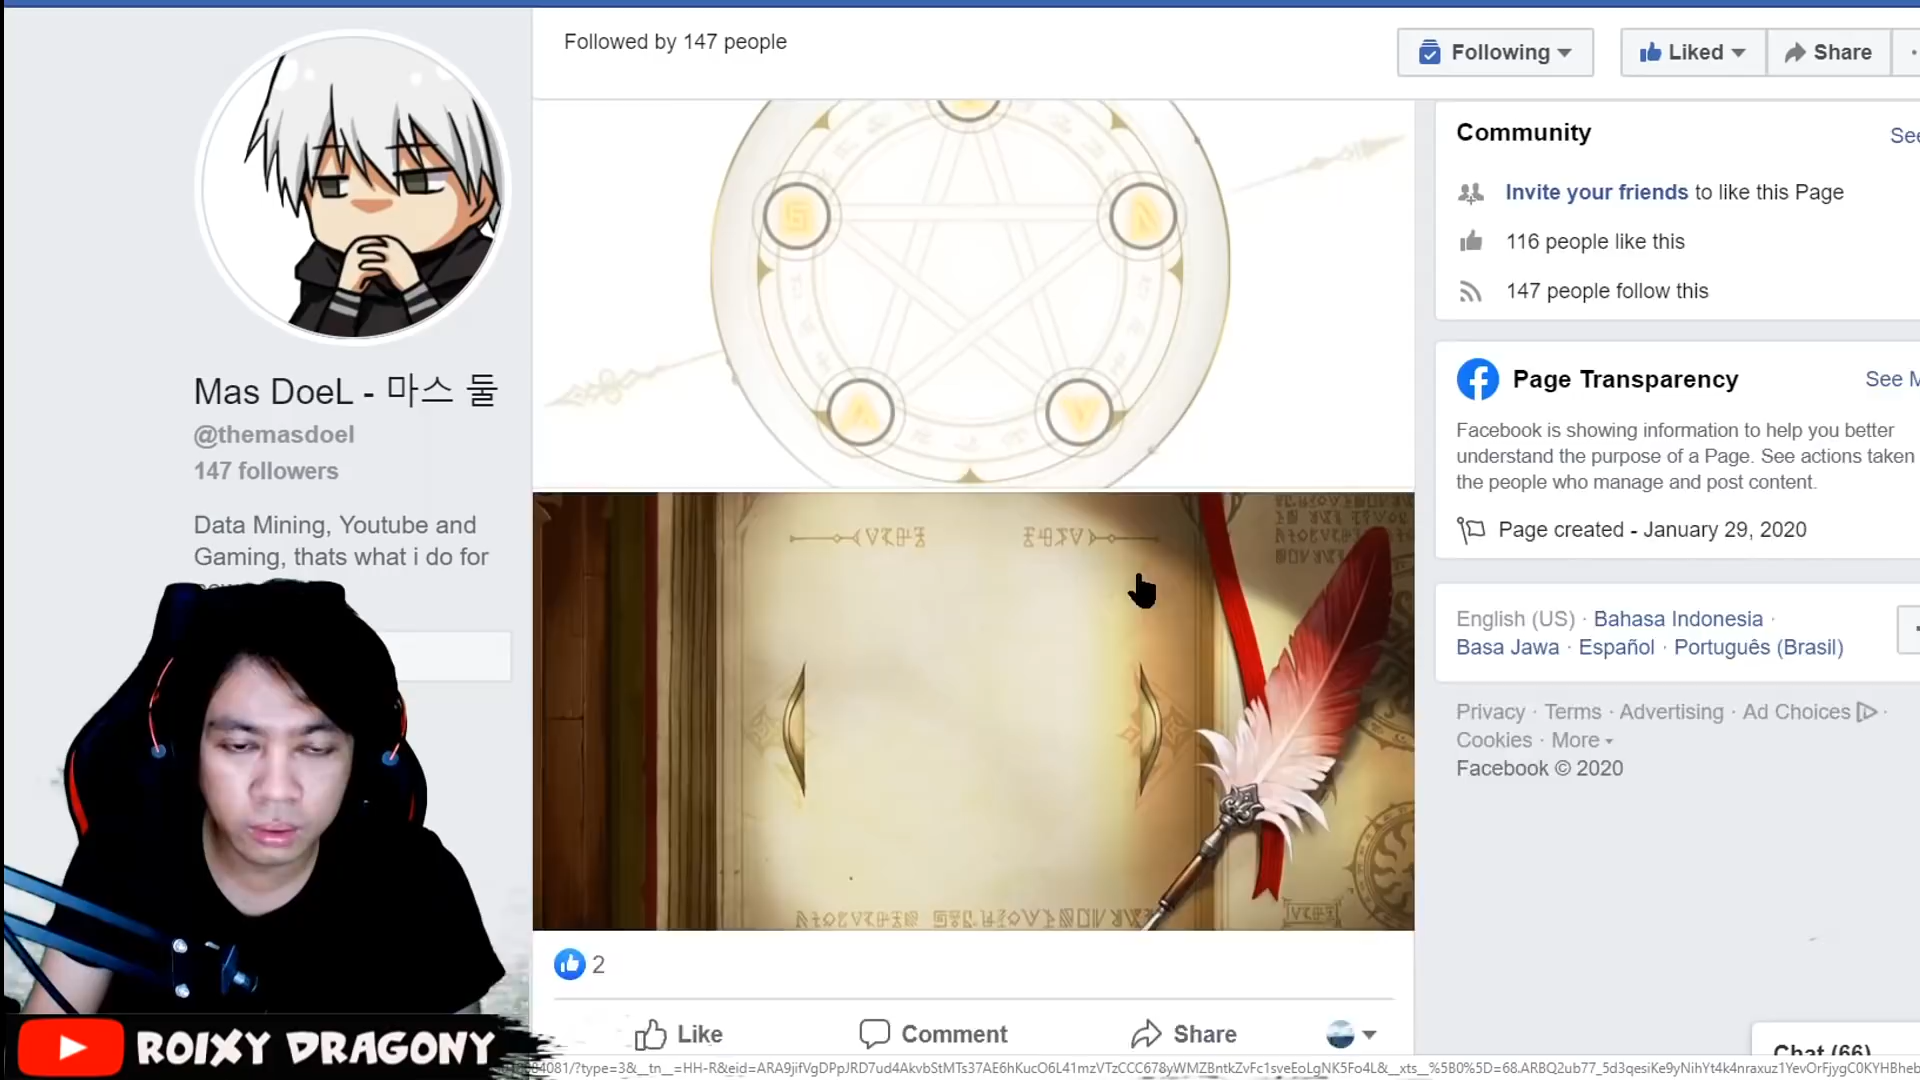 Followed by 147 people
Following
Liked
Share
Mas DoeL - 마스 둘
@themasdoel
147 followers
Data Mining, Youtube and
Gaming, thats what i do for
Community
See
Invite your friends to like this Page
116 people like this
147 people follow this
Page Transparency
See M
Facebook is showing information to help you better
understand the purpose of a Page. See actions taken
the people who manage and post content.
Page created - January 29, 2020
English (US) · Bahasa Indonesia ·
Basa Jawa · Español · Português (Brasil)
Privacy · Terms · Advertising · Ad Choices ·
Cookies · More
Facebook © 2020
2
Like
Comment
Share
Chat (66)
ROIXY DRAGONY